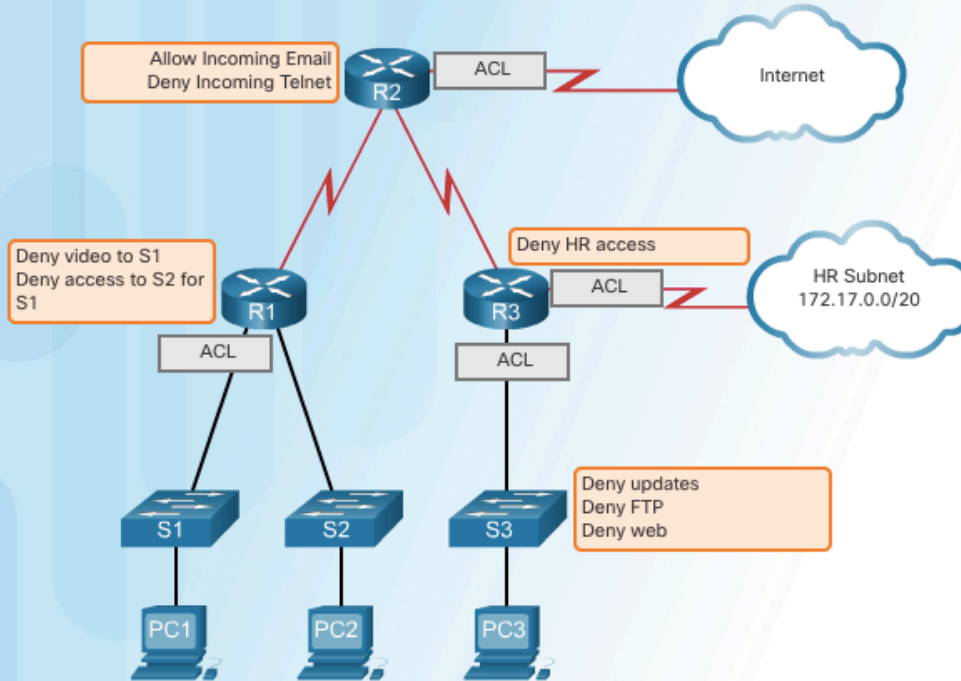 Allow Incoming Email
Deny Incoming Telnet
ACL
R2
Internet
Deny video to S1
Deny access to S2 for
S1
R1
ACL
Deny HR access
R3
ACL
HR Subnet
172.17.0.0/20
ACL
Deny updates
Deny FTP
Deny web
S1
S2
S3
PC1
PC2
PC3